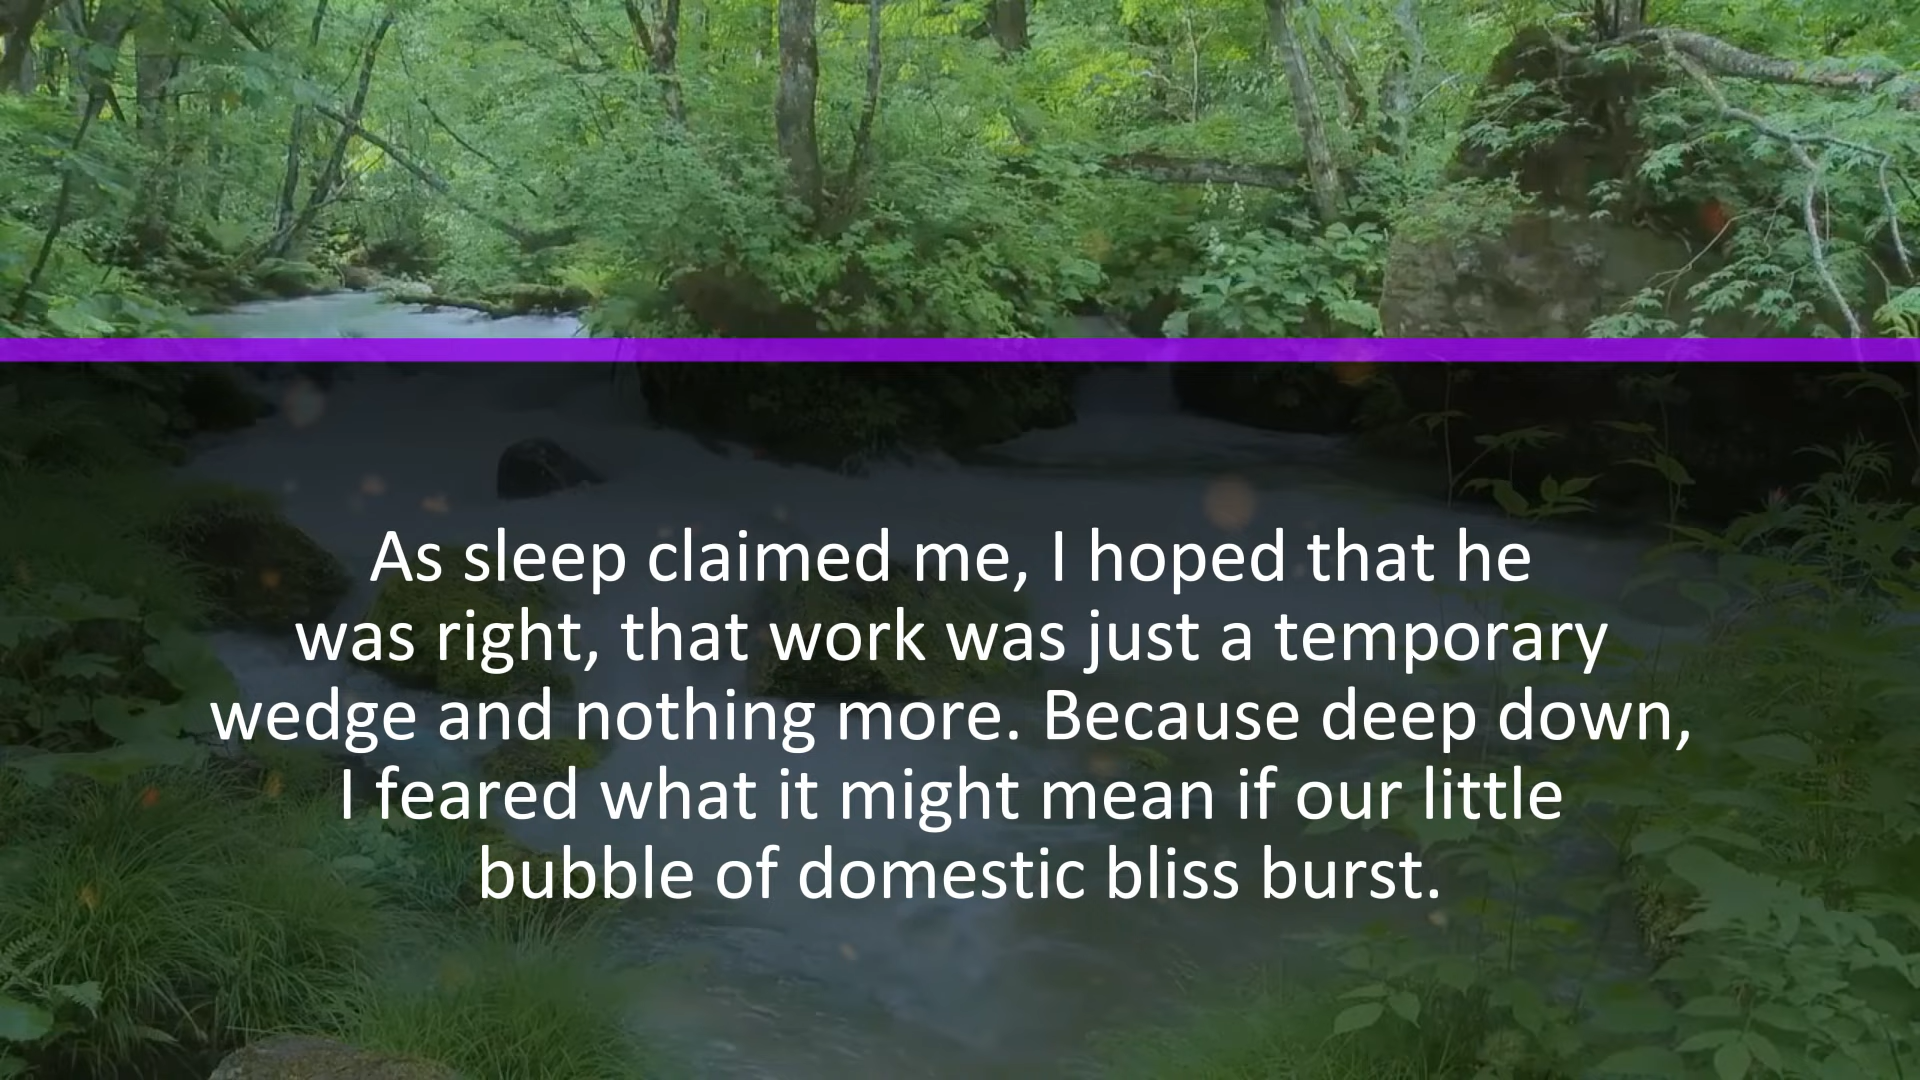 As sleep claimed me, I hoped that he
was right, that work was just a temporary
wedge and nothing more. Because deep down,
I feared what it might mean if our little
bubble of domestic bliss burst.